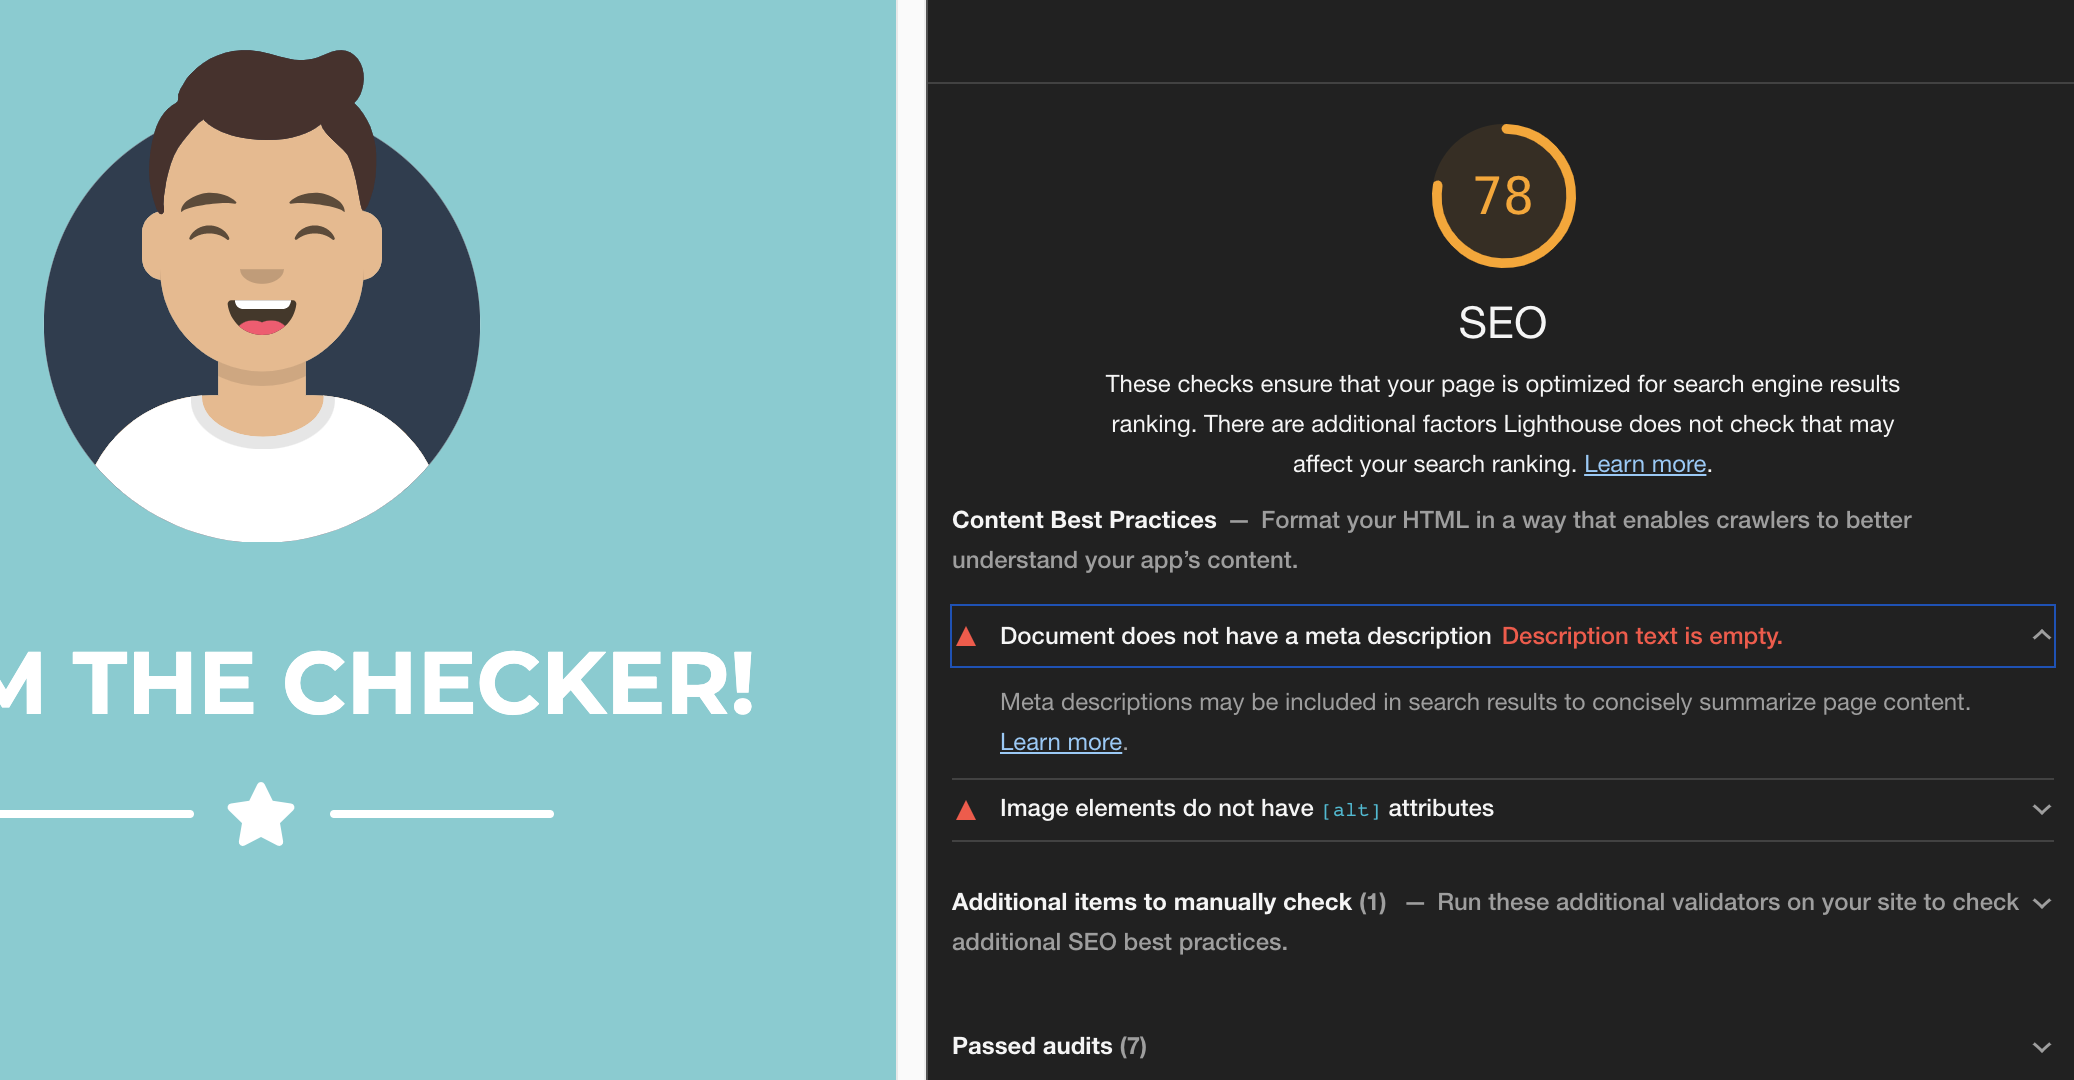 M THE CHECKER!
78
SEO
These checks ensure that your page is optimized for search engine results
ranking. There are additional factors Lighthouse does not check that may
affect your search ranking. Learn more.
Content Best Practices — Format your HTML in a way that enables crawlers to better
understand your app’s content.
Document does not have a meta description Description text is empty.
Meta descriptions may be included in search results to concisely summarize page content.
Learn more.
Image elements do not have [alt] attributes
Additional items to manually check (1) — Run these additional validators on your site to check
additional SEO best practices.
Passed audits (7)